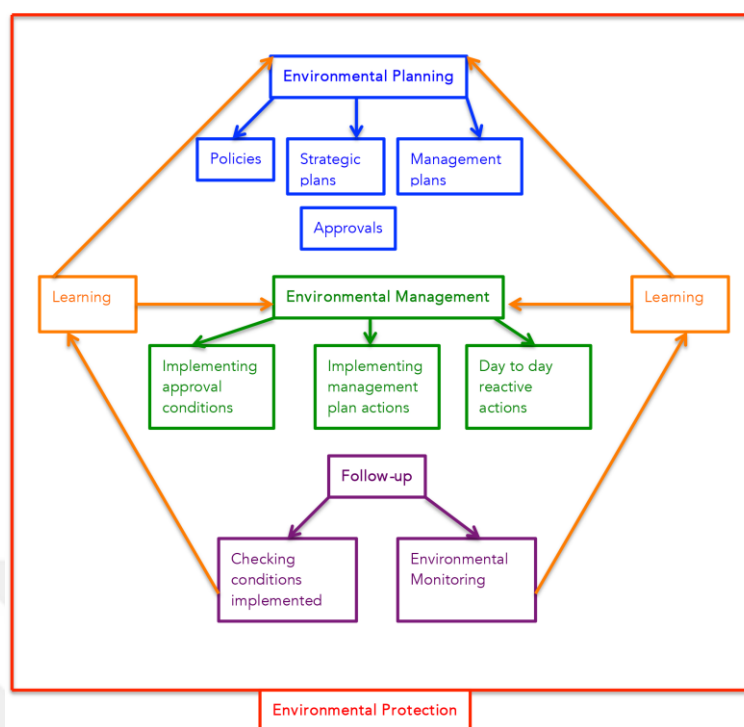 Environmental Planning
Policies
Strategic
plans
Management
plans
Approvals
Learning
Environmental Management
Learning
Implementing
approval
conditions
Implementing
management
plan actions
Day to day
reactive
actions
Follow-up
Checking
conditions
implemented
Environmental
Monitoring
Environmental Protection